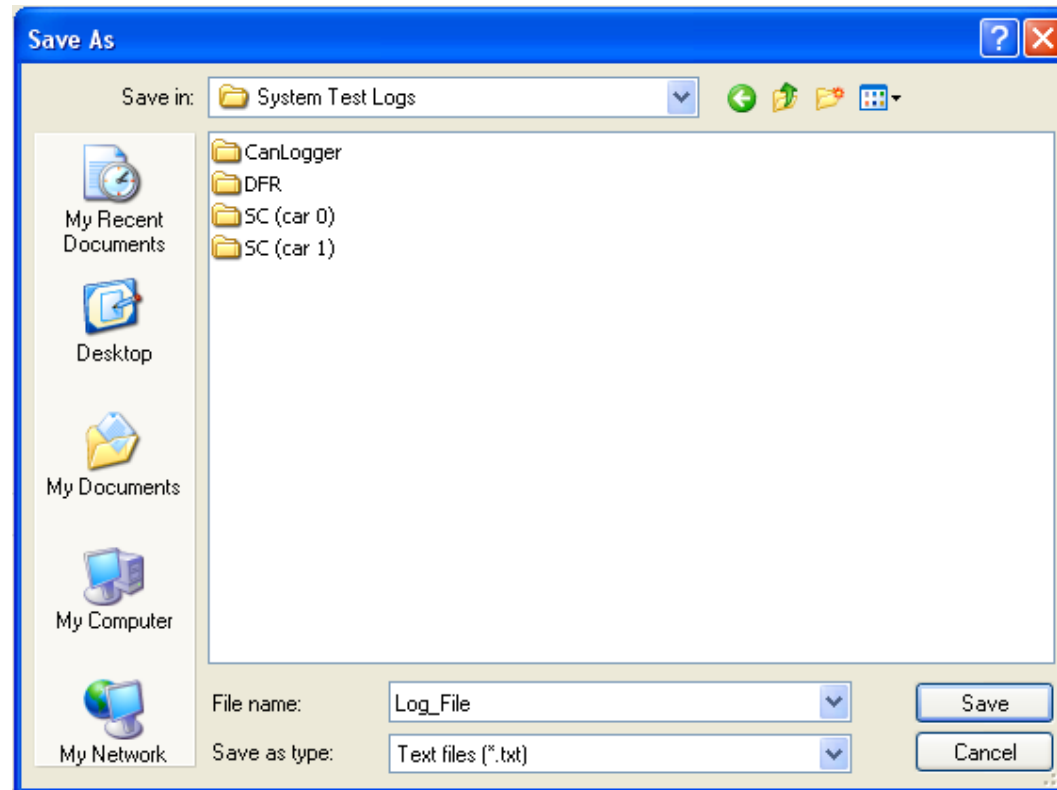 Save As
Save in:
System Test Logs
CanLogger
DFR
SC (car 0)
SC (car 1)
My Recent
Documents
Desktop
My Documents
My Computer
My Network
File name:
Log_File
Save
Save as type:
Text files (*.txt)
Cancel